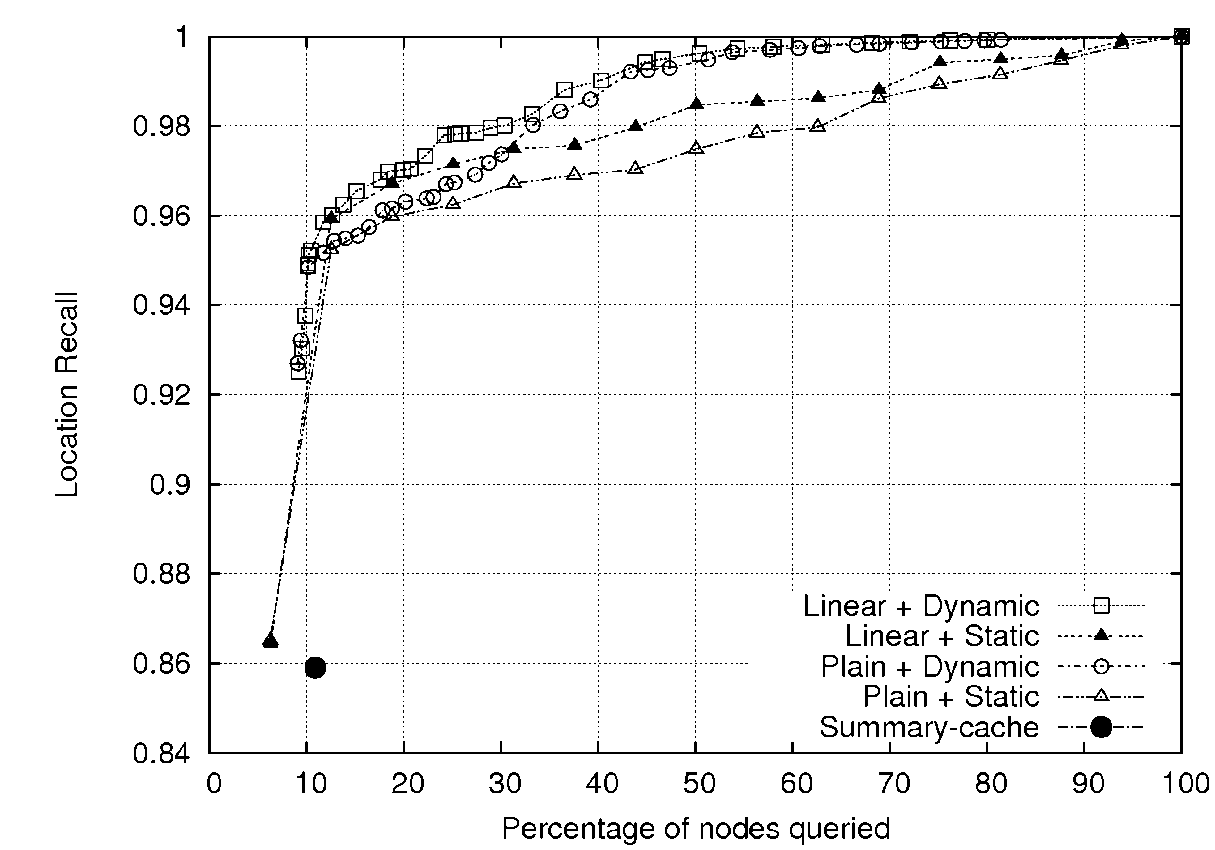 1
0.98
0.96
0.94
0.92
0.9
0.88
0.86
0.84
Location Recall
Linear + Dynamic
Linear + Static
Plain + Dynamic
Plain + Static
Summary-cache
0 10 20 30 40 50 60 70 80 90 100
Percentage of nodes queried